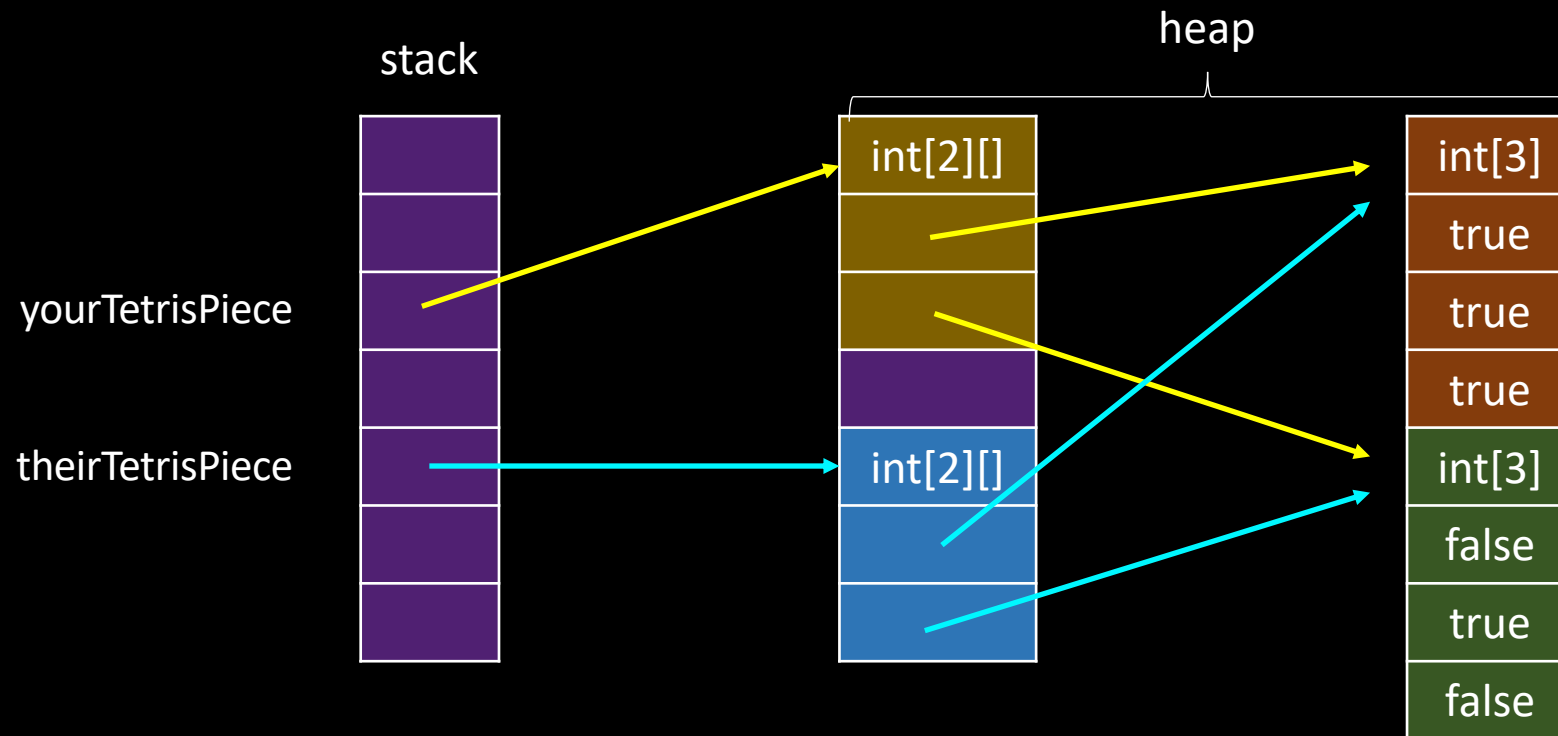 heap
stack
int[2][]
int[3]
true
yourTetrisPiece
true
true
theirTetrisPiece
int[2][]
int[3]
false
true
false